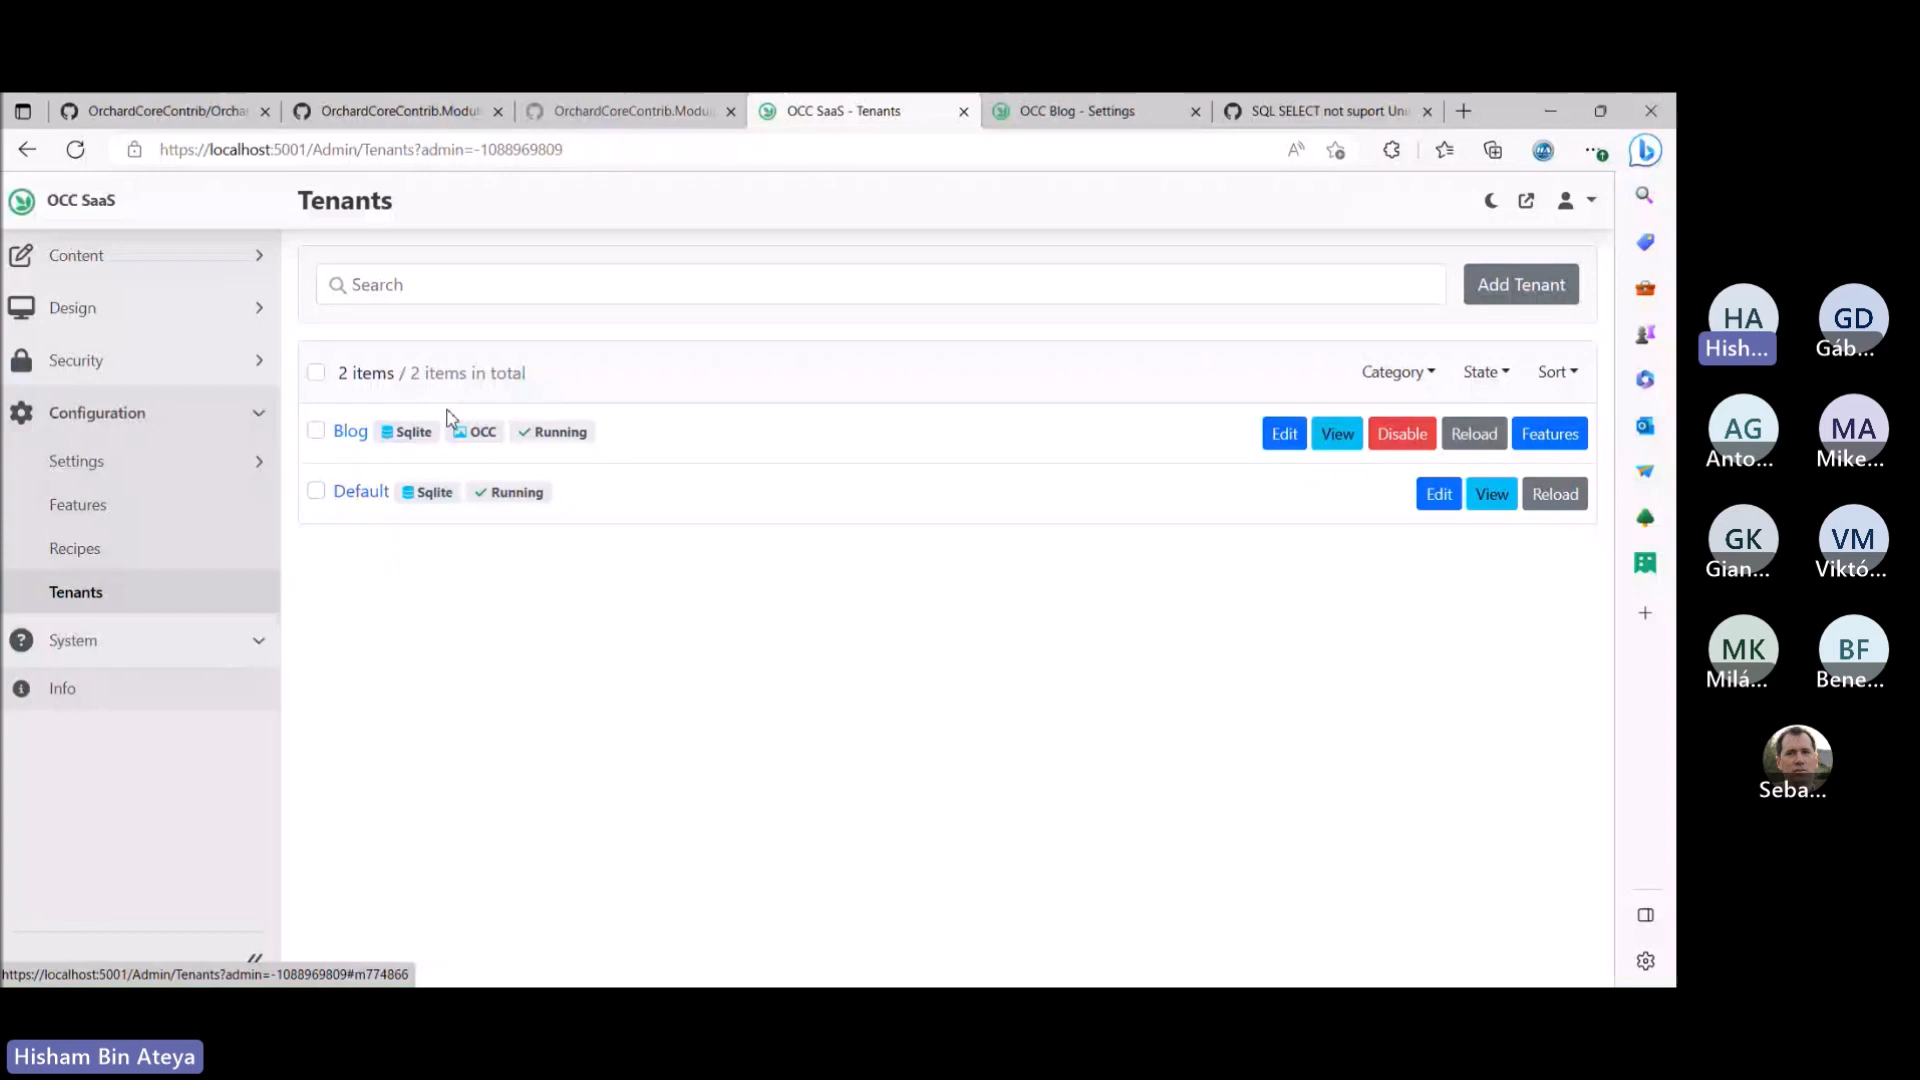 OrchardCoreContrib/Orcha
OrchardCoreContrib.Modul
OrchardCoreContrib.Modul
OCC SaaS - Tenants
OCC Blog - Settings
SQL SELECT not suport Uni
https://localhost:5001/Admin/Tenants?admin=-1088969809
OCC SaaS
Tenants
Content
Design
Security
Configuration
Settings
Features
Recipes
Tenants
System
Info
Search
Add Tenant
2 items / 2 items in total
Category
State
Sort
Blog Sqlite OCC Running
Edit View Disable Reload Features
Default Sqlite Running
Edit View Reload
https://localhost:5001/Admin/Tenants?admin=-1088969809#m774866
HA
Hish...
GD
Gáb...
AG
Anto...
MA
Mike...
GK
Gian...
VM
Viktó...
MK
Milá...
BF
Bene...
Seba...
Hisham Bin Ateya